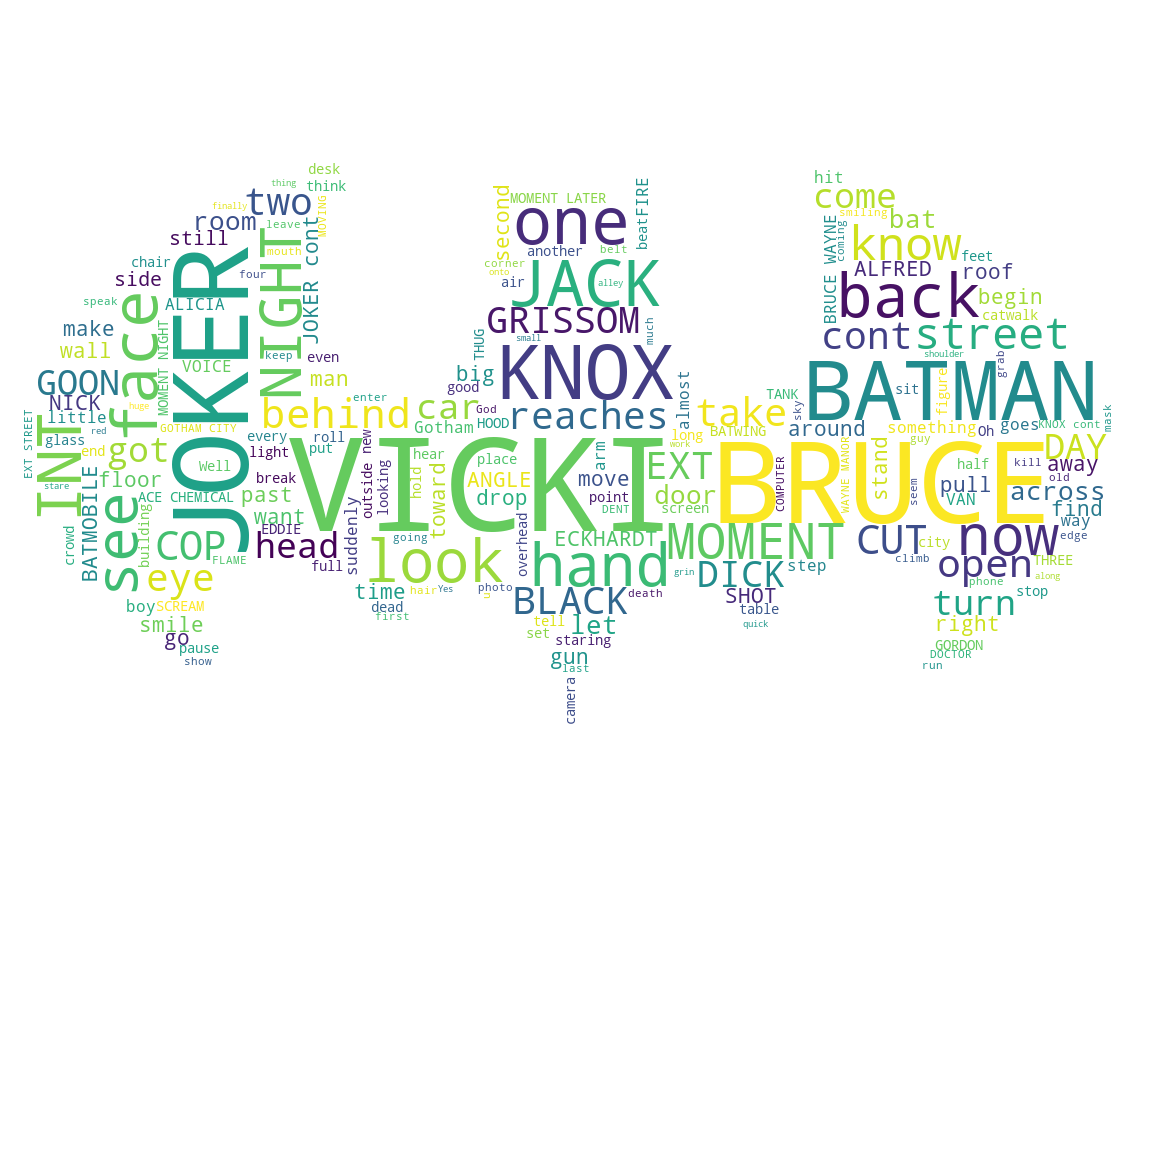 desk
thing
think
two
finally
MOVING
room
leave
still
mouth
chair
four
side
JOKER cont
NIGHT
JOKER
speak
ALICIA
make
face
MOMENT NIGHT
keep
even
wall
VOICE
man
GOON
enter
NICK
huge
behind
little
GOTHAM CITY
red
every
roll
glass
end
got
light
put
EXT STREET
INT
Well
floor
break
outside new
looking
stare
BATMOBILE
ACE CHEMICAL
past
want
suddenly
crowd
see
building
COP
EDDIE
head
FLAME
full
eye
boy
SCREAM
smile
go
pause
show
time
dead
first
second
MOMENT LATER
beat
FIRE
one
another
belt
corner
onto
air
JACK
alley
GRISSOM
small
much
THUG
KNOX
big
good
almost
car
God
reaches
Gotham
HOOD
take
TANK
sky
BATWING
long
work
VICKI
hear
hold
toward
place
ANGLE
drop
arm
move
point
DENT
EXT
door
screen
BRUCE
COMPUTER
WAYNE MANOR
stand
going
look
overhead
ECKHARDT
hand
MOMENT
CUT
city
grin
DICK
step
climb
photo
hair
Yes
u
BLACK
death
SHOT
table
quick
tell
set
let
staring
gun
last
camera
hit
come
smiling
bat
BRUCE WAYNE
coming
know
feet
ALFRED
roof
back
begin
catwalk
cont
street
shoulder
grab
BATMAN
sit
figure
mask
around
something
Oh
goes
KNOX cont
guy
DAY
half
kill
away
seem
pull
old
VAN
across
find
way
now
edge
open
THREE
phone
along
turn
stop
right
GORDON
DOCTOR
run